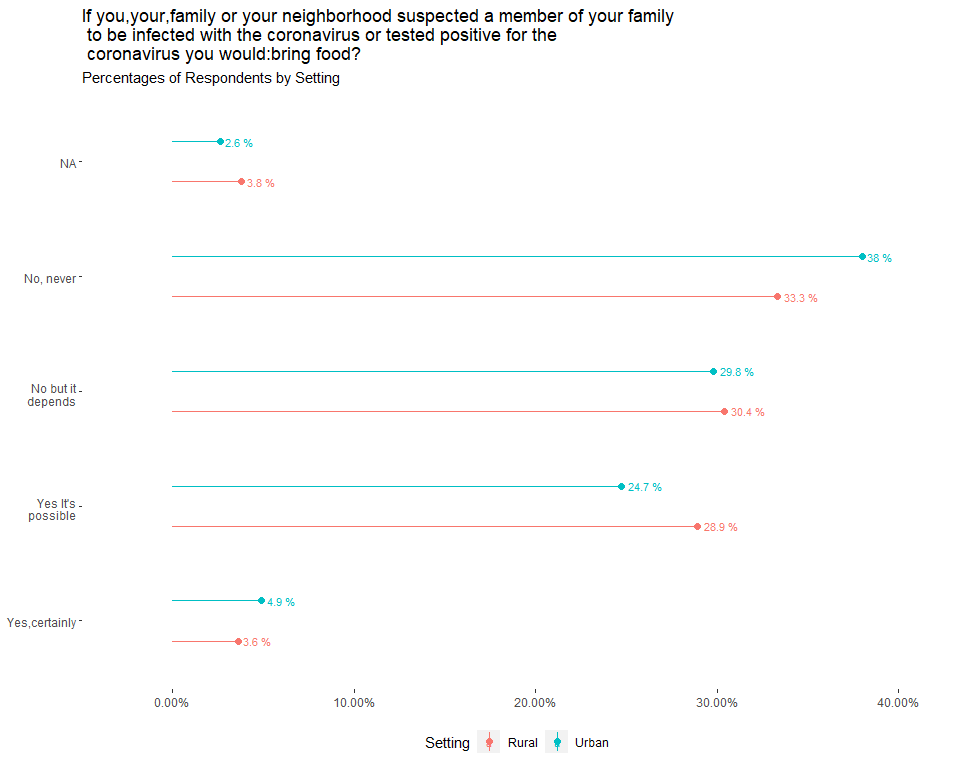 If you,your,family or your neighborhood suspected a member of your family
to be infected with the coronavirus or tested positive for the
coronavirus you would:bring food?
Percentages of Respondents by Setting
2.6 %
NA
3.8 %
38 %
No, never
33.3 %
29.8 %
No but it
depends
30.4 %
24.7 %
Yes It's
possible
28.9 %
4.9 %
Yes,certainly
3.6 %
0.00% 10.00% 20.00% 30.00% 40.00%
Setting Rural Urban